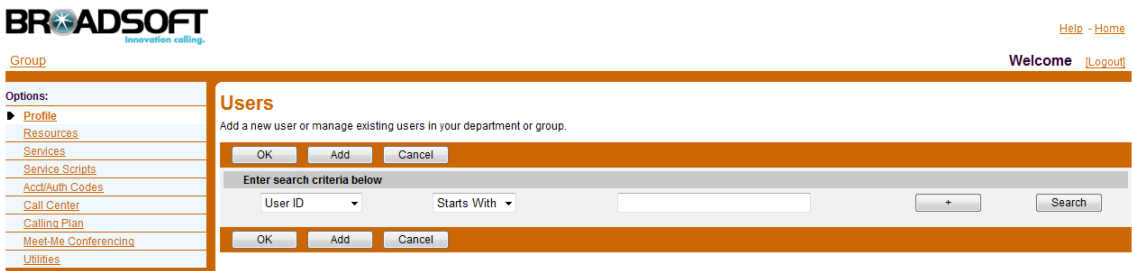 BROADSOFT
Innovation calling.
Help - Home
Group
Welcome [Logout]
Options:
Profile
Resources
Services
Service Scripts
Acct/Auth Codes
Call Center
Calling Plan
Meet-Me Conferencing
Utilities
Users
Add a new user or manage existing users in your department or group.
OK Add Cancel
Enter search criteria below
User ID Starts With + Search
OK Add Cancel